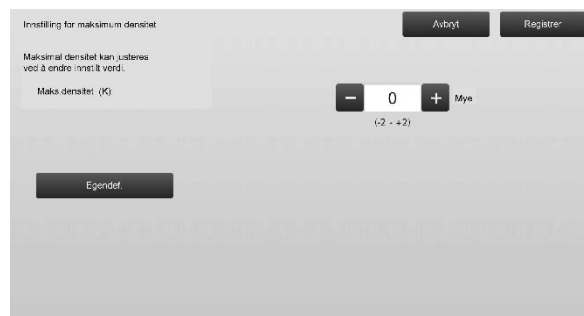 Innstilling for maksimum densitet
Avbryt
Registrer
Maksimal densitet kan justeres
ved å endre innstilt verdi.
Maks.densitet (K):
− 0 + Mye
(-2 - +2)
Egendef.